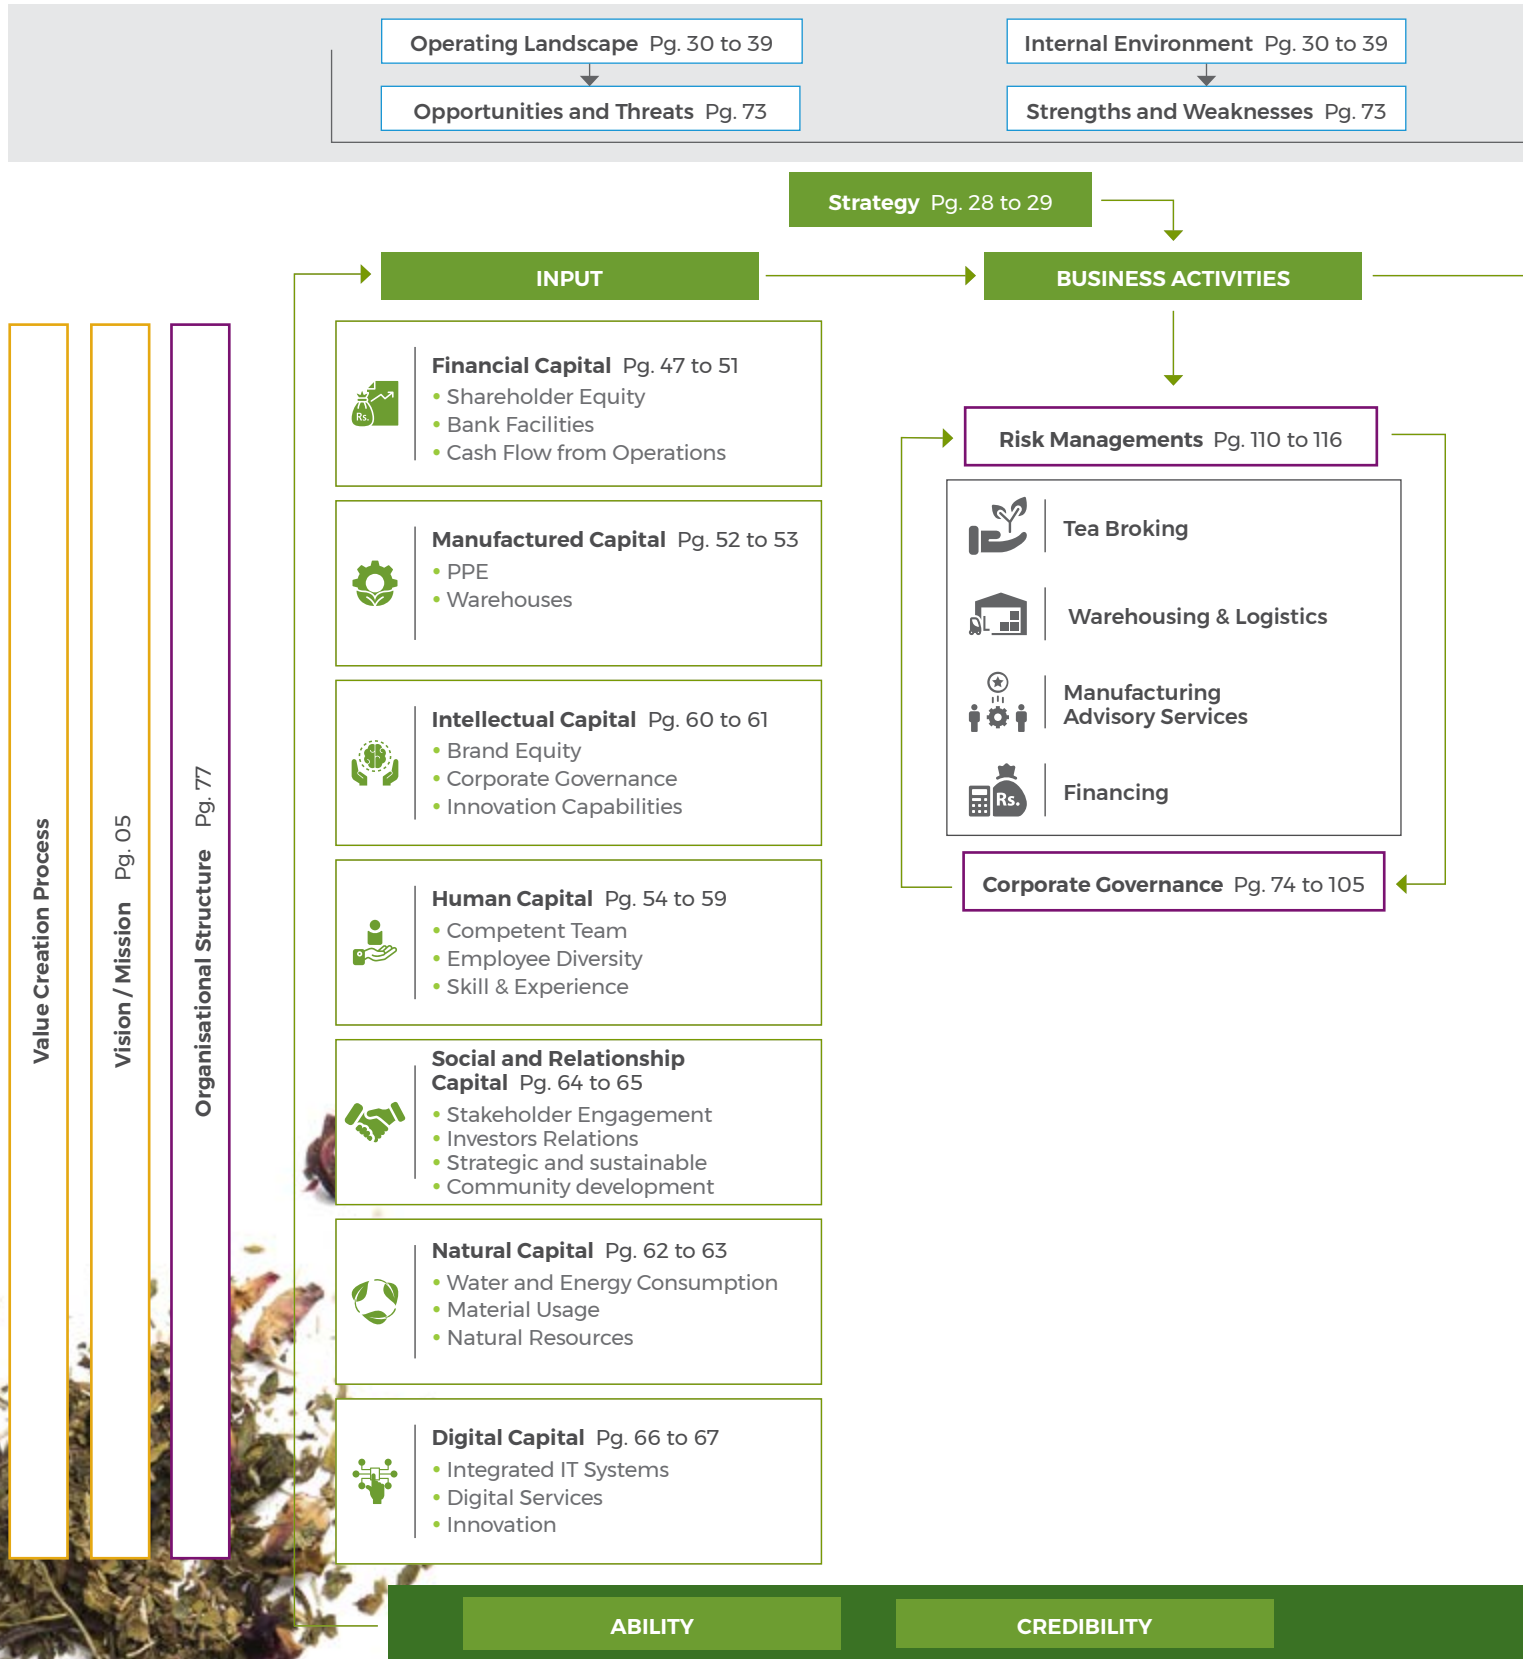 Operating Landscape Pg. 30 to 39
Internal Environment Pg. 30 to 39
Opportunities and Threats Pg. 73
Strengths and Weaknesses Pg. 73
Strategy Pg. 28 to 29
INPUT
BUSINESS ACTIVITIES
Value Creation Process
Vision / Mission Pg. 05
Organisational Structure Pg. 77
Financial Capital Pg. 47 to 51
• Shareholder Equity
• Bank Facilities
• Cash Flow from Operations
Rs.
Manufactured Capital Pg. 52 to 53
• PPE
• Warehouses
Intellectual Capital Pg. 60 to 61
• Brand Equity
• Corporate Governance
• Innovation Capabilities
Human Capital Pg. 54 to 59
• Competent Team
• Employee Diversity
• Skill & Experience
Social and Relationship
Capital Pg. 64 to 65
• Stakeholder Engagement
• Investors Relations
• Strategic and sustainable
• Community development
Natural Capital Pg. 62 to 63
• Water and Energy Consumption
• Material Usage
• Natural Resources
Digital Capital Pg. 66 to 67
• Integrated IT Systems
• Digital Services
• Innovation
Risk Managements Pg. 110 to 116
Tea Broking
Warehousing & Logistics
Manufacturing
Advisory Services
Rs.
Financing
Corporate Governance Pg. 74 to 105
ABILITY
CREDIBILITY